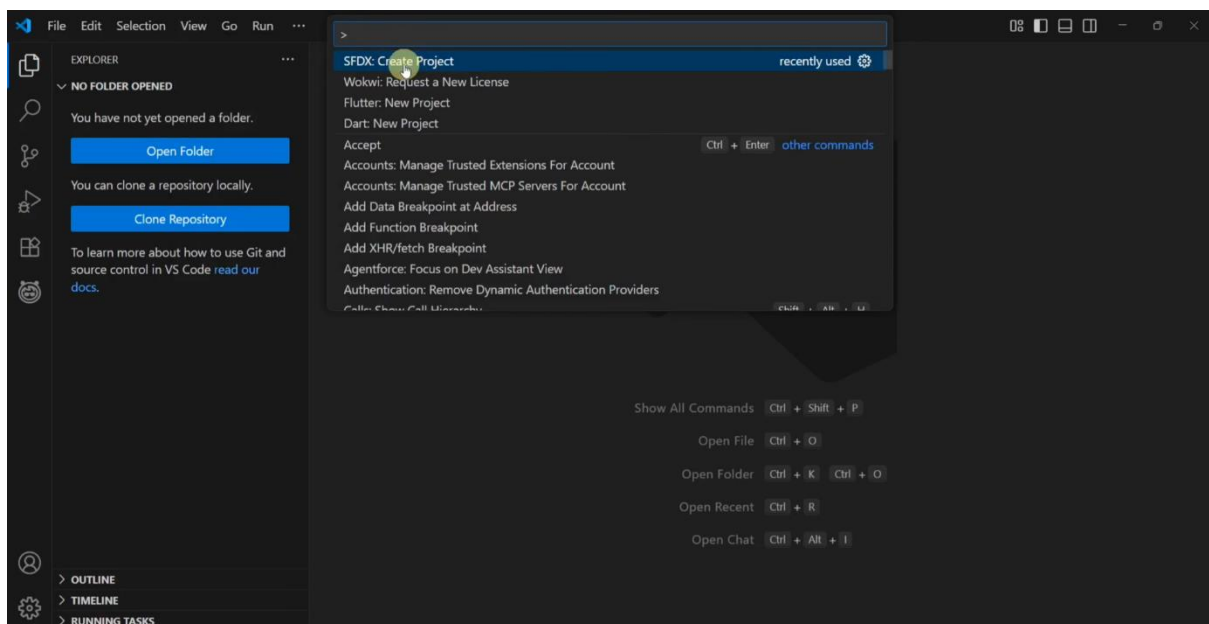 File Edit Selection View Go Run ...
>
EXPLORER ...
NO FOLDER OPENED
You have not yet opened a folder.
Open Folder
You can clone a repository locally.
Clone Repository
To learn more about how to use Git and
source control in VS Code read our
docs.
SFDX: Create Project recently used
Wokwi: Request a New License
Flutter: New Project
Dart: New Project
Accept Ctrl + Enter other commands
Accounts: Manage Trusted Extensions For Account
Accounts: Manage Trusted MCP Servers For Account
Add Data Breakpoint at Address
Add Function Breakpoint
Add XHR/fetch Breakpoint
Agentforce: Focus on Dev Assistant View
Authentication: Remove Dynamic Authentication Providers
Calls: Show Call Hierarchy Shift + Alt + H
Show All Commands Ctrl + Shift + P
Open File Ctrl + O
Open Folder Ctrl + K Ctrl + O
Open Recent Ctrl + R
Open Chat Ctrl + Alt + I
OUTLINE
TIMELINE
RUNNING TASKS